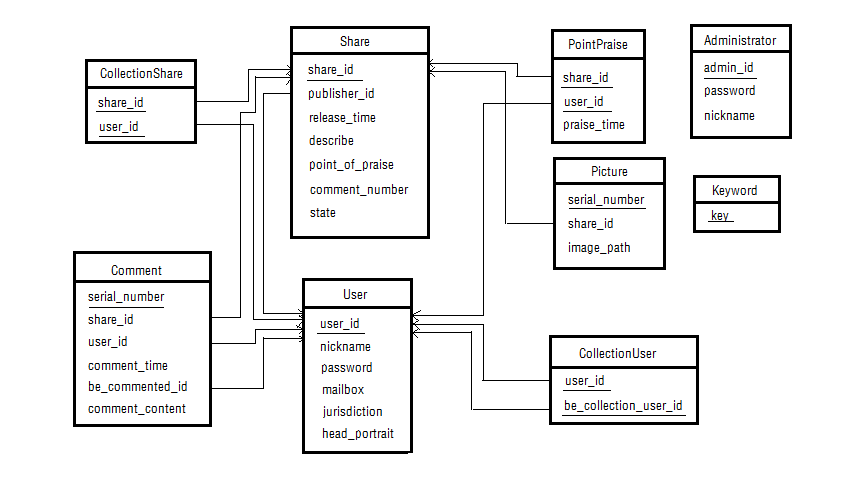 CollectionShare
share_id
user_id
Share
share_id
publisher_id
release_time
describe
point_of_praise
comment_number
state
PointPraise
share_id
user_id
praise_time
Administrator
admin_id
password
nickname
Picture
serial_number
share_id
image_path
Keyword
key
Comment
serial_number
share_id
user_id
comment_time
be_commented_id
comment_content
User
user_id
nickname
password
mailbox
jurisdiction
head_portrait
CollectionUser
user_id
be_collection_user_id